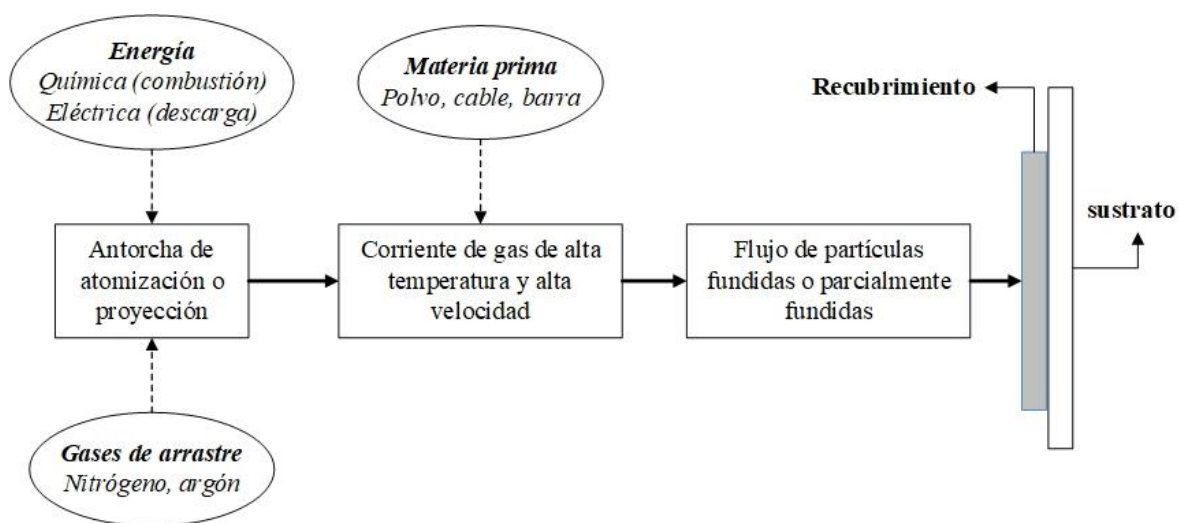 Energía
Química (combustión)
Eléctrica (descarga)
Materia prima
Polvo, cable, barra
Recubrimiento
sustrato
Antorcha de
atomización o
proyección
Corriente de gas de alta
temperatura y alta
velocidad
Flujo de partículas
fundidas o parcialmente
fundidas
Gases de arrastre
Nitrógeno, argón